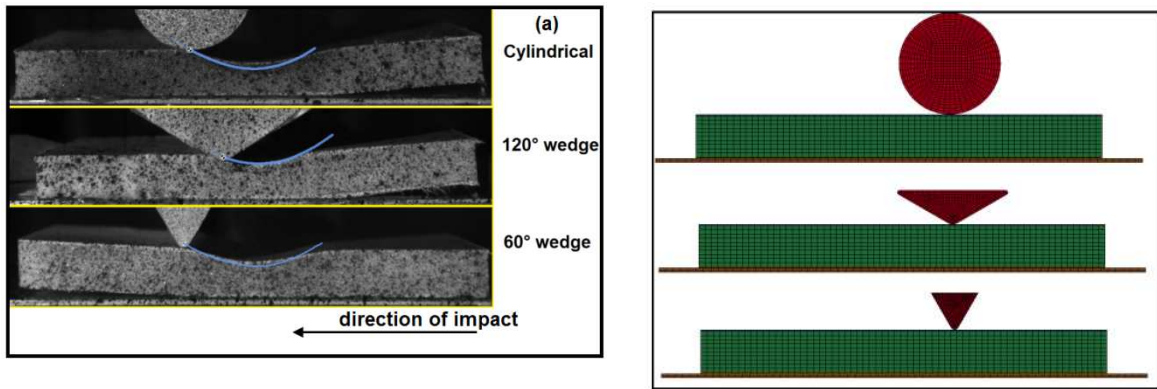 (a)
Cylindrical
120° wedge
60° wedge
direction of impact